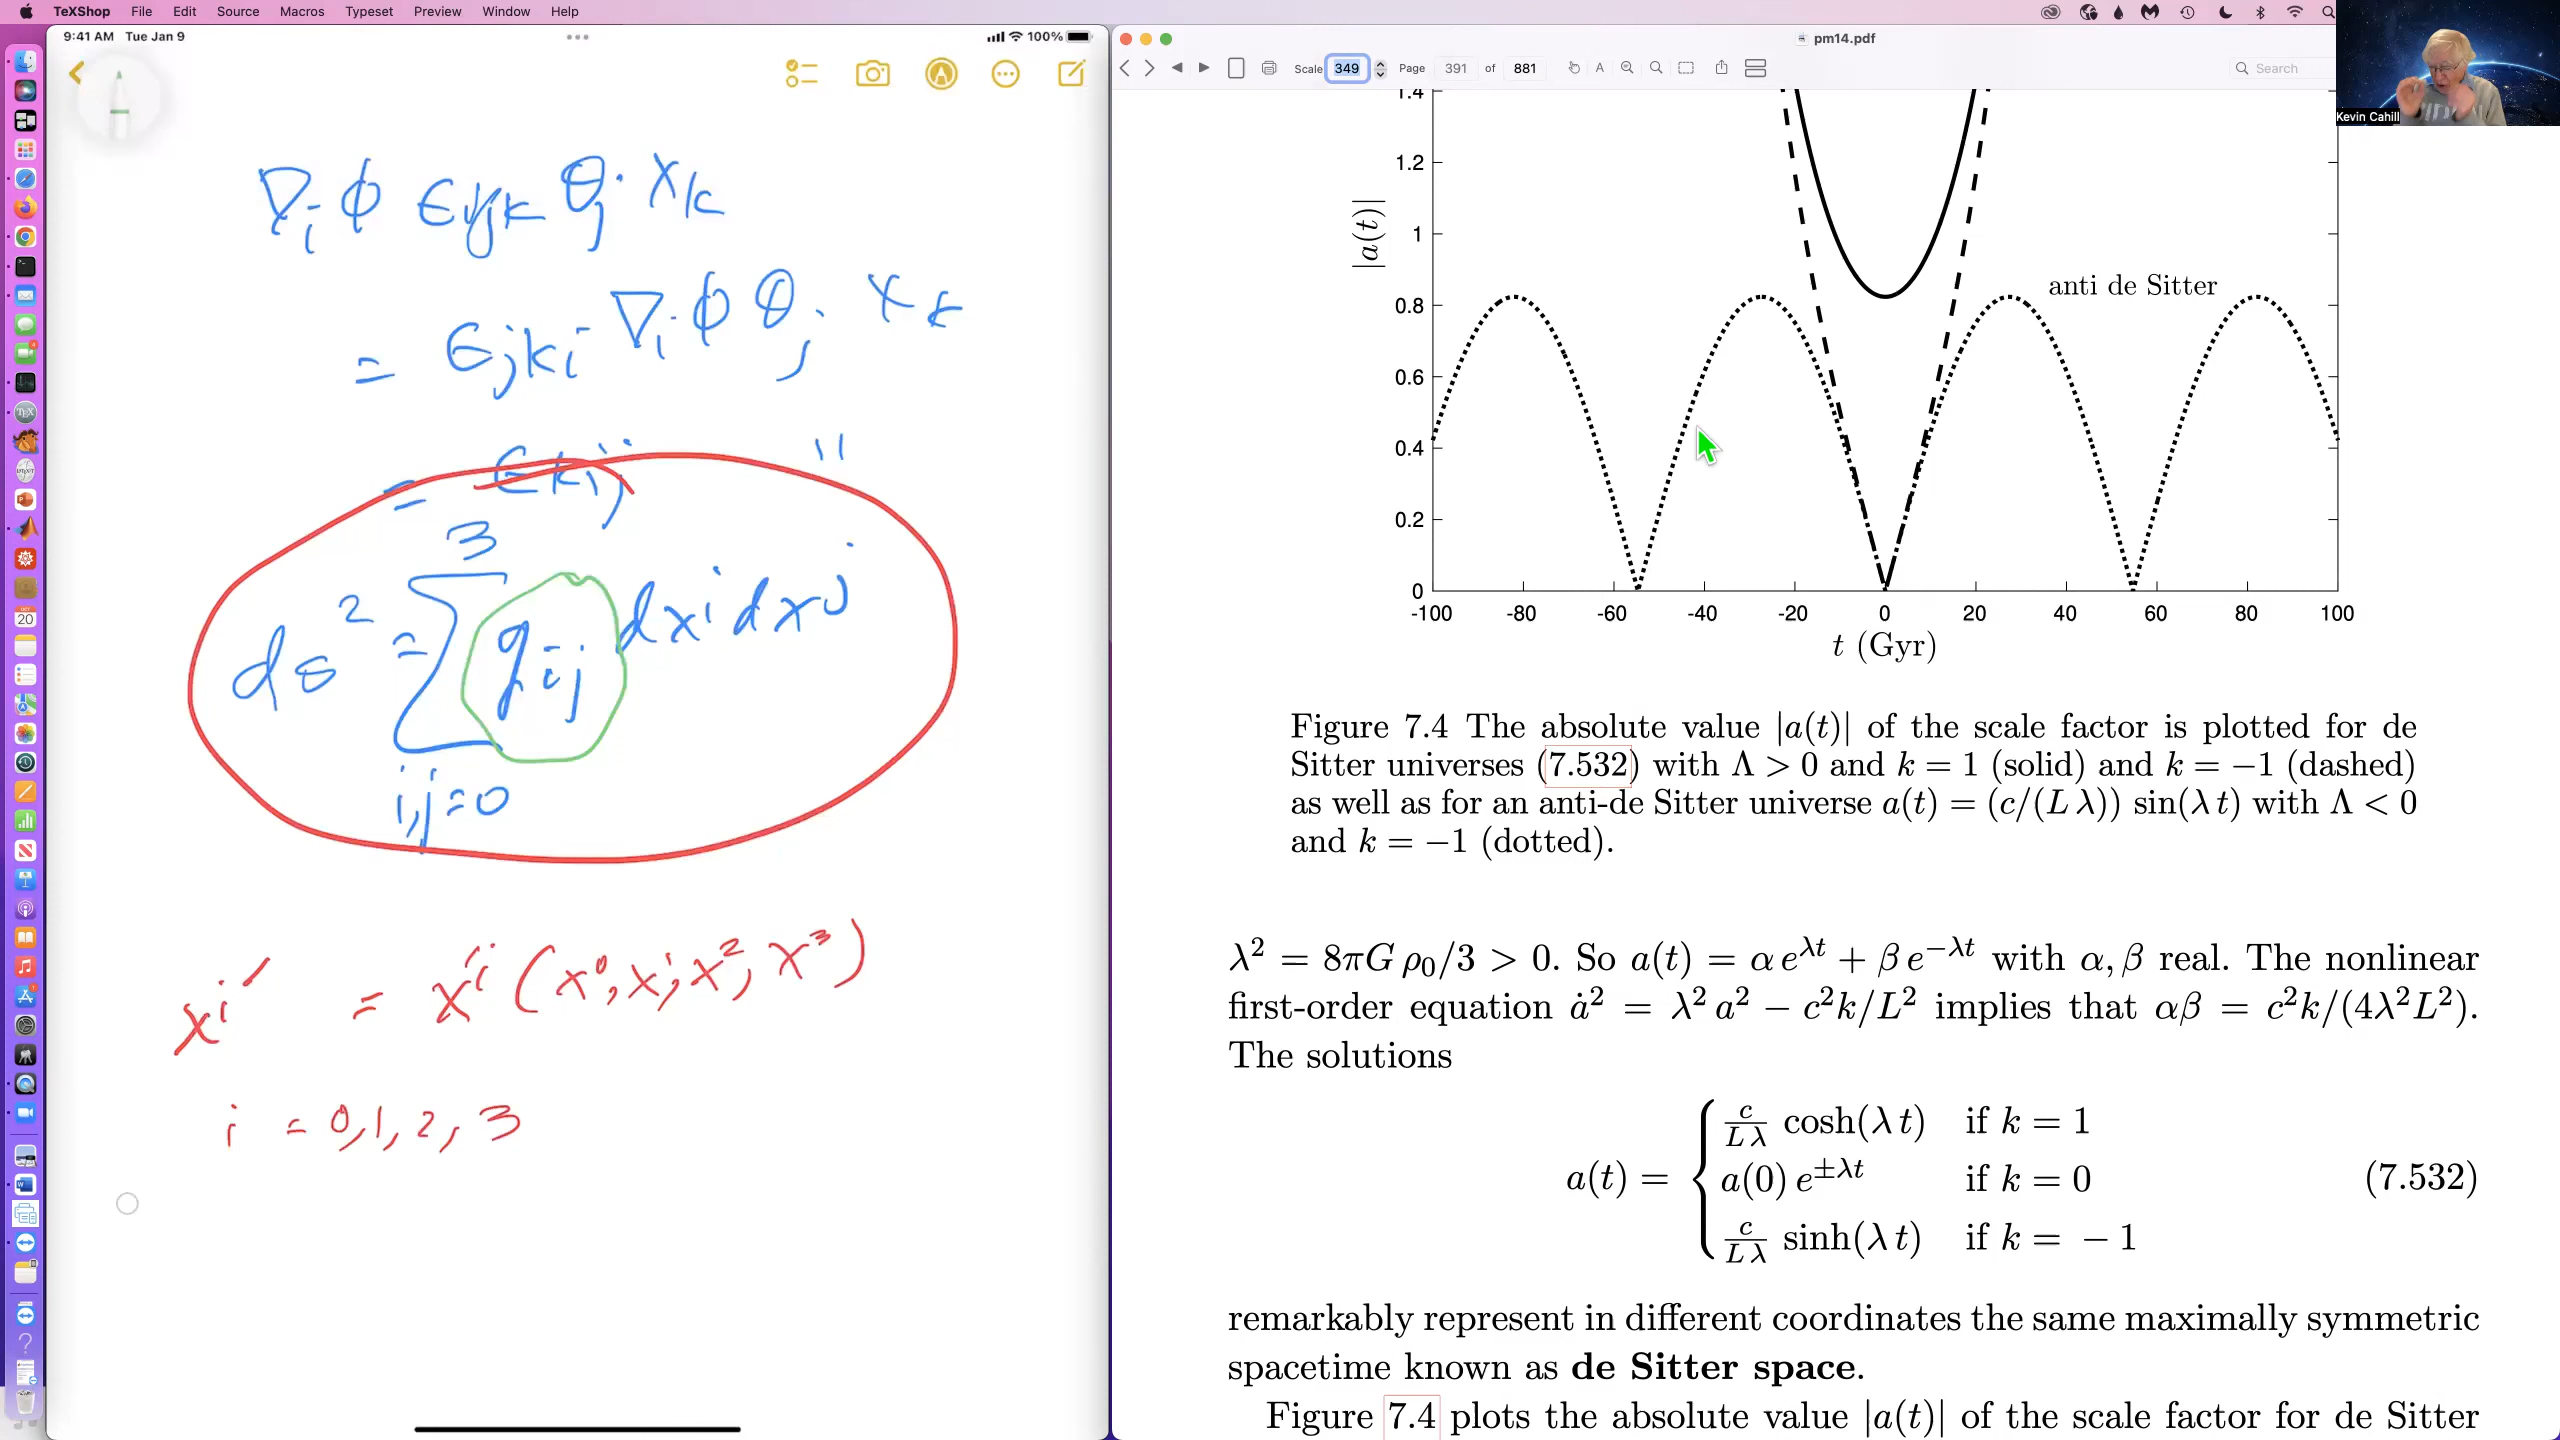 TeXShop File Edit Source Macros Typeset Preview Window Help
9:41 AM Tue Jan 9
100%
∇ᵢ φ ϵᵢⱼₖ θⱼ xₖ
= ϵⱼₖᵢ ∇ᵢ φ θⱼ xₖ
= ϵₖᵢⱼ "
3
ds² = Σ gᵢⱼ dxⁱ dxʲ
i,j=0
xⁱ′ = x′ⁱ (x⁰, x¹, x², x³)
i = 0, 1, 2, 3
OCT
20
pm14.pdf
Scale 349 Page 391 of 881 Search
Kevin Cahill
1.4
1.2
1
0.8
0.6
0.4
0.2
0
|a(t)|
anti de Sitter
-100 -80 -60 -40 -20 0 20 40 60 80 100
t (Gyr)
Figure 7.4 The absolute value |a(t)| of the scale factor is plotted for de
Sitter universes (7.532) with Λ > 0 and k = 1 (solid) and k = −1 (dashed)
as well as for an anti-de Sitter universe a(t) = (c/(L λ)) sin(λ t) with Λ < 0
and k = −1 (dotted).
λ² = 8πG ρ₀/3 > 0. So a(t) = α e^{λt} + β e^{−λt} with α, β real. The nonlinear
first-order equation ȧ² = λ² a² − c²k/L² implies that αβ = c²k/(4λ²L²).
The solutions
c/(L λ) cosh(λ t) if k = 1
a(t) = { a(0) e^{±λt} if k = 0 (7.532)
c/(L λ) sinh(λ t) if k = − 1
remarkably represent in different coordinates the same maximally symmetric
spacetime known as de Sitter space.
Figure 7.4 plots the absolute value |a(t)| of the scale factor for de Sitter